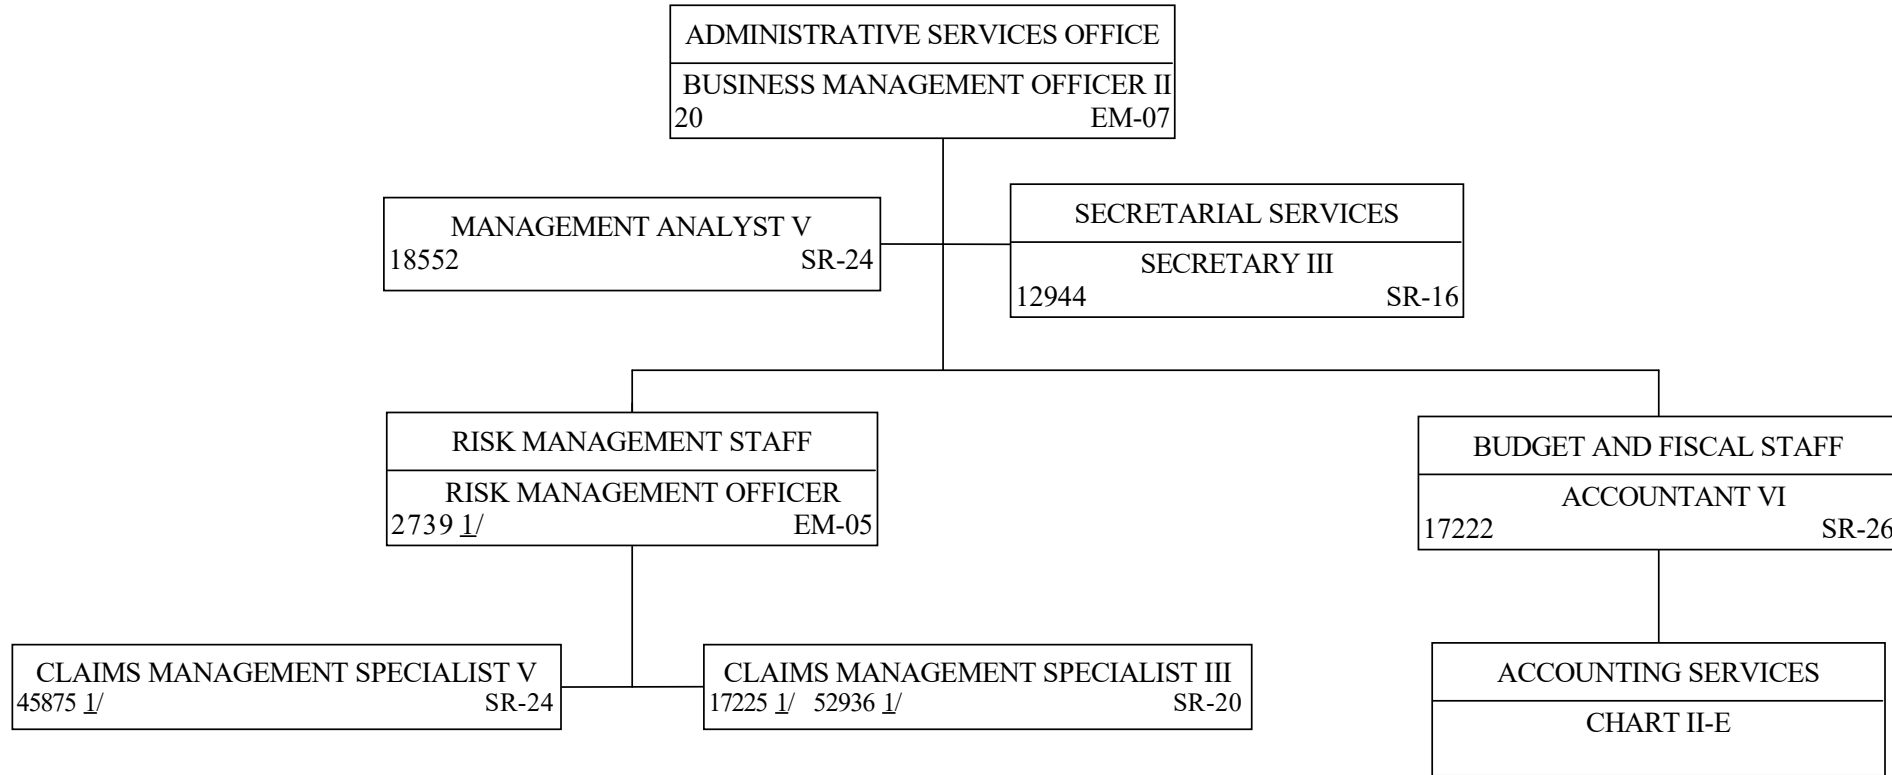 ADMINISTRATIVE SERVICES OFFICE
BUSINESS MANAGEMENT OFFICER II
20 EM-07
MANAGEMENT ANALYST V
18552 SR-24
SECRETARIAL SERVICES
SECRETARY III
12944 SR-16
RISK MANAGEMENT STAFF
RISK MANAGEMENT OFFICER
2739 1/ EM-05
BUDGET AND FISCAL STAFF
ACCOUNTANT VI
17222 SR-26
CLAIMS MANAGEMENT SPECIALIST V
45875 1/ SR-24
CLAIMS MANAGEMENT SPECIALIST III
17225 1/ 52936 1/ SR-20
ACCOUNTING SERVICES
CHART II-E